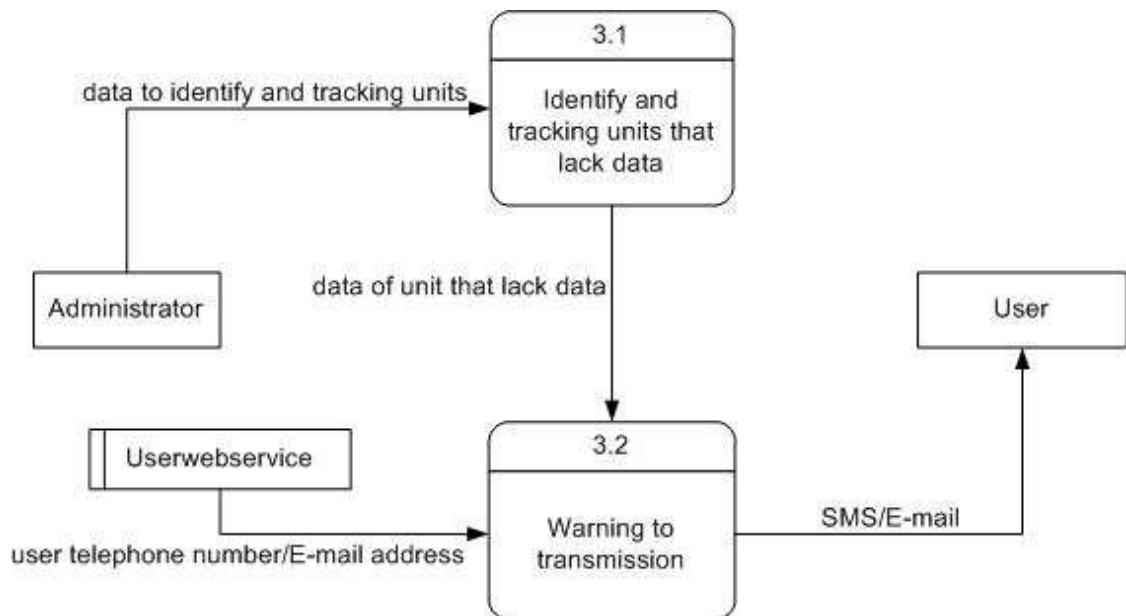 3.1
data to identify and tracking units
Identify and
tracking units that
lack data
data of unit that lack data
Administrator
User
3.2
Userwebservice
Warning to
transmission
SMS/E-mail
user telephone number/E-mail address